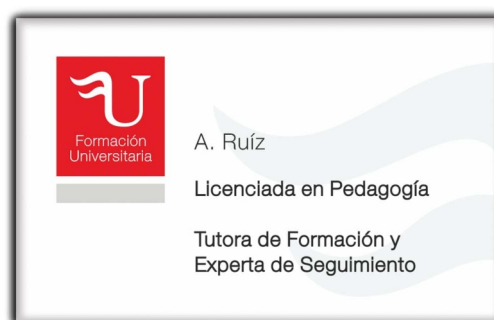 Formación
Universitaria
A. Ruíz
Licenciada en Pedagogía
Tutora de Formación y
Experta de Seguimiento